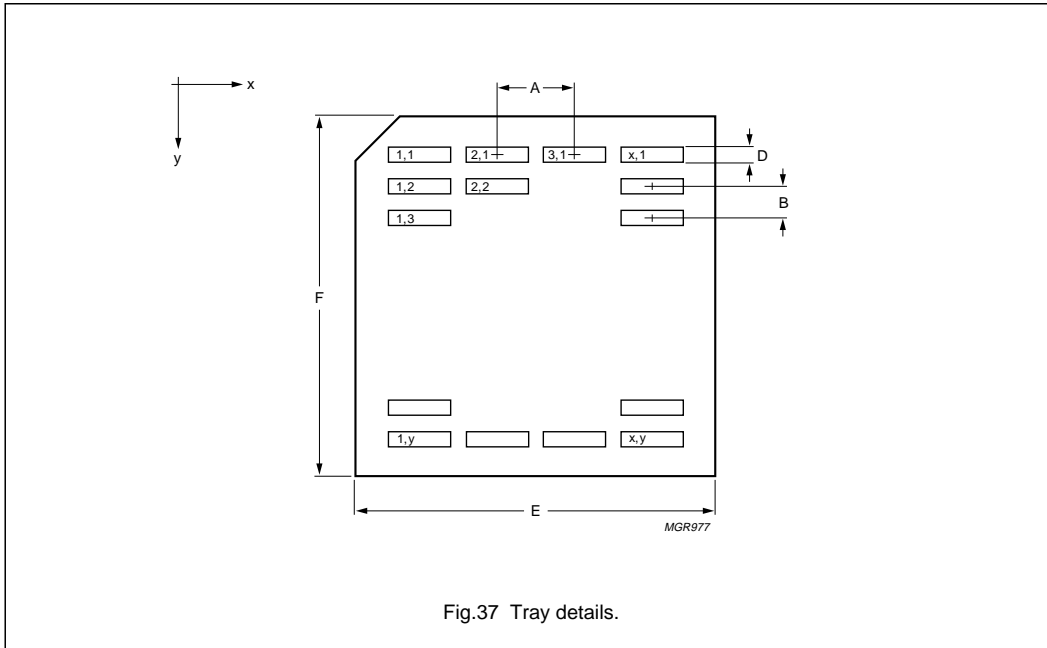 x
A
y
1,1 2,1 3,1 x,1 D
1,2 2,2
B
1,3
F
1,y x,y
E
MGR977
Fig.37 Tray details.